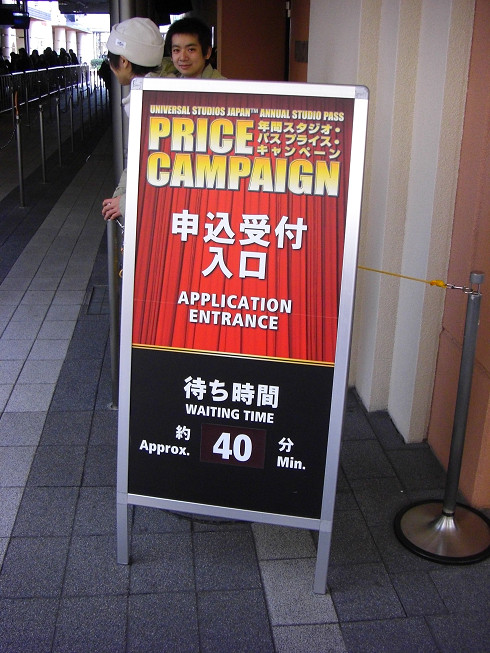 UNIVERSAL STUDIOS JAPAN™ ANNUAL STUDIO PASS
PRICE CAMPAIGN
年間スタジオ・
パス プライス・
キャンペーン
申込受付
入口
APPLICATION
ENTRANCE
待ち時間
WAITING TIME
約 40 分
Approx. Min.